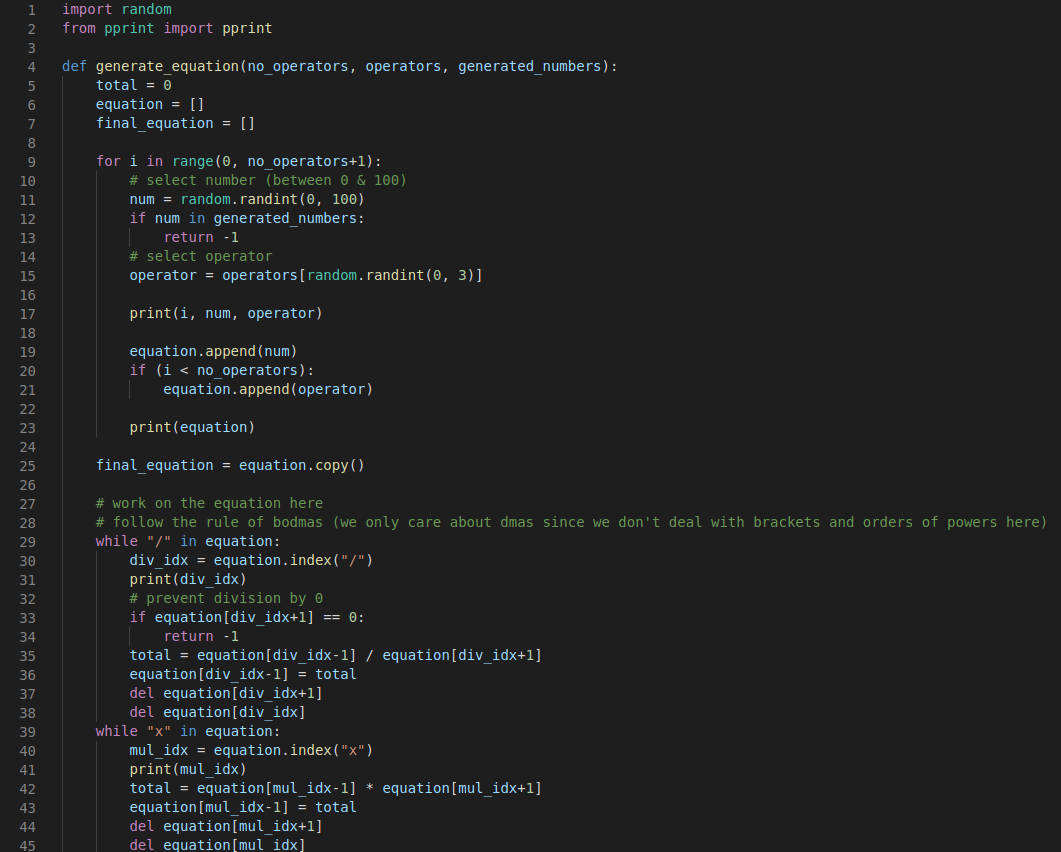 1 import random
2 from pprint import pprint
3
4 def generate_equation(no_operators, operators, generated_numbers):
5     total = 0
6     equation = []
7     final_equation = []
8
9     for i in range(0, no_operators+1):
10         # select number (between 0 & 100)
11         num = random.randint(0, 100)
12         if num in generated_numbers:
13             return -1
14         # select operator
15         operator = operators[random.randint(0, 3)]
16
17         print(i, num, operator)
18
19         equation.append(num)
20         if (i < no_operators):
21             equation.append(operator)
22
23         print(equation)
24
25     final_equation = equation.copy()
26
27     # work on the equation here
28     # follow the rule of bodmas (we only care about dmas since we don't deal with brackets and orders of powers here)
29     while "/" in equation:
30         div_idx = equation.index("/")
31         print(div_idx)
32         # prevent division by 0
33         if equation[div_idx+1] == 0:
34             return -1
35         total = equation[div_idx-1] / equation[div_idx+1]
36         equation[div_idx-1] = total
37         del equation[div_idx+1]
38         del equation[div_idx]
39     while "x" in equation:
40         mul_idx = equation.index("x")
41         print(mul_idx)
42         total = equation[mul_idx-1] * equation[mul_idx+1]
43         equation[mul_idx-1] = total
44         del equation[mul_idx+1]
45         del equation[mul_idx]